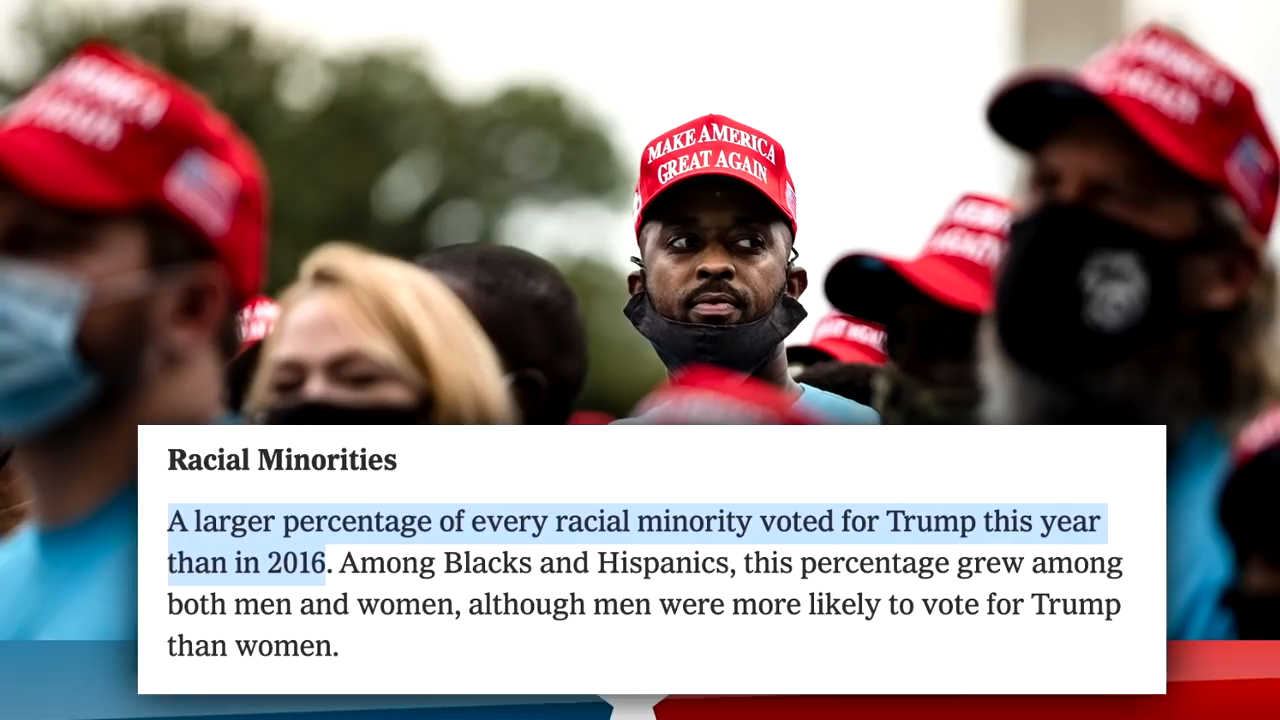 MAKE AMERICA
GREAT AGAIN
Racial Minorities
A larger percentage of every racial minority voted for Trump this year
than in 2016. Among Blacks and Hispanics, this percentage grew among
both men and women, although men were more likely to vote for Trump
than women.